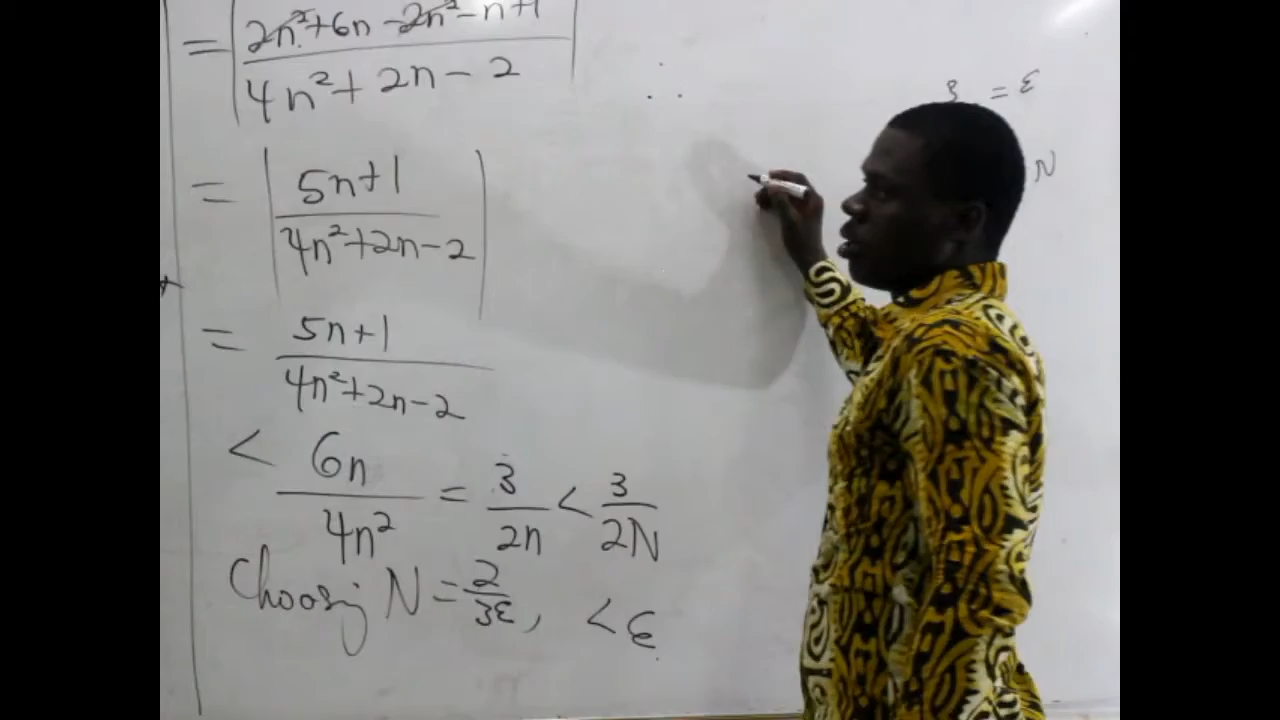 = |2n²+6n-2n²-n+1 / 4n²+2n-2|
= |5n+1 / 4n²+2n-2|
= 5n+1 / 4n²+2n-2
< 6n / 4n² = 3 / 2n < 3 / 2N
Choosing N = 2 / 3ε, < ε.
∴
3 = ε
N